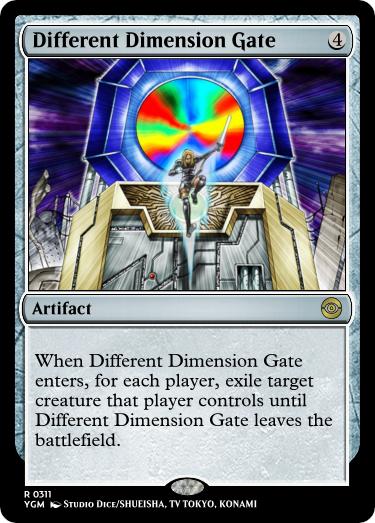 Different Dimension Gate 4
Artifact
When Different Dimension Gate
enters, for each player, exile target
creature that player controls until
Different Dimension Gate leaves the
battlefield.
R 0311
YGM Studio Dice/SHUEISHA, TV TOKYO, KONAMI